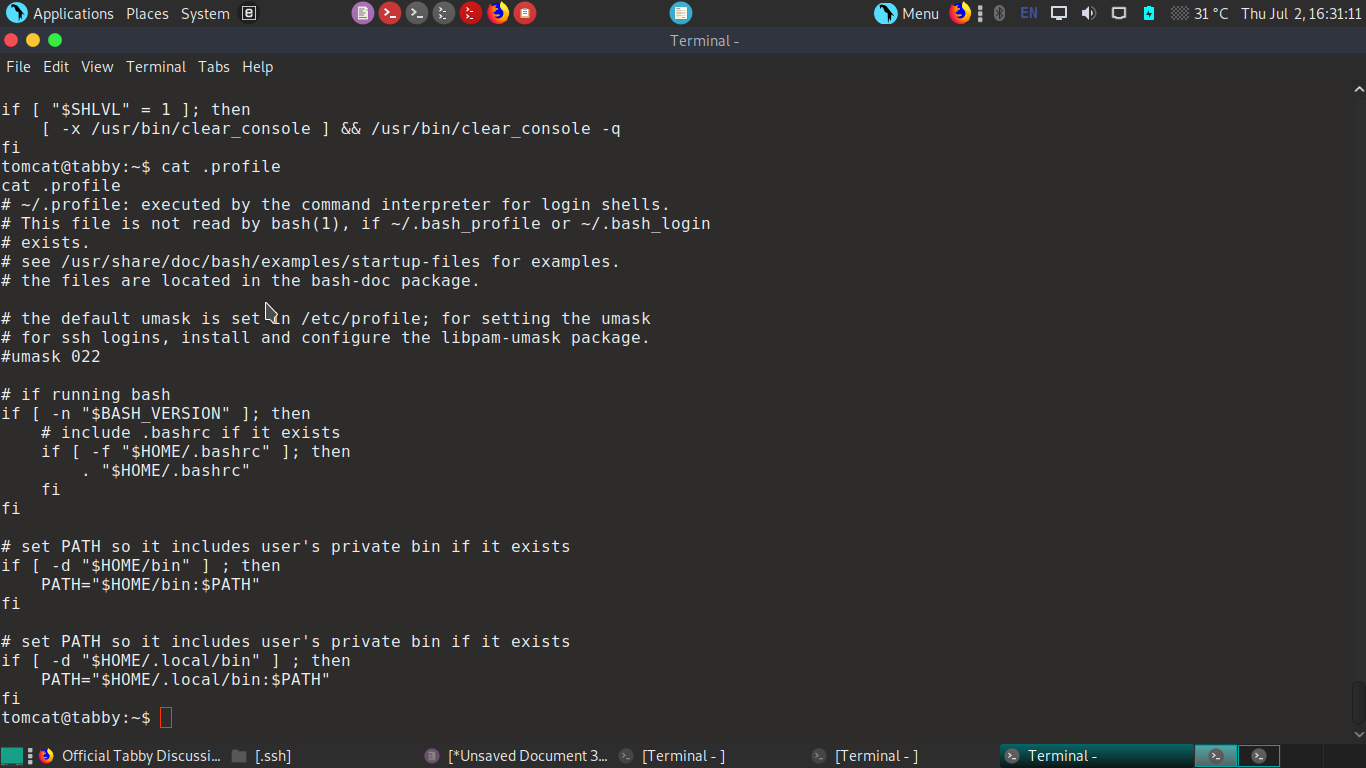 Applications Places System
Menu EN 31 °C Thu Jul 2, 16:31:11
Terminal -
File Edit View Terminal Tabs Help
if [ "$SHLVL" = 1 ]; then
    [ -x /usr/bin/clear_console ] && /usr/bin/clear_console -q
fi
tomcat@tabby:~$ cat .profile
cat .profile
# ~/.profile: executed by the command interpreter for login shells.
# This file is not read by bash(1), if ~/.bash_profile or ~/.bash_login
# exists.
# see /usr/share/doc/bash/examples/startup-files for examples.
# the files are located in the bash-doc package.

# the default umask is set in /etc/profile; for setting the umask
# for ssh logins, install and configure the libpam-umask package.
#umask 022

# if running bash
if [ -n "$BASH_VERSION" ]; then
    # include .bashrc if it exists
    if [ -f "$HOME/.bashrc" ]; then
        . "$HOME/.bashrc"
    fi
fi

# set PATH so it includes user's private bin if it exists
if [ -d "$HOME/bin" ] ; then
    PATH="$HOME/bin:$PATH"
fi

# set PATH so it includes user's private bin if it exists
if [ -d "$HOME/.local/bin" ] ; then
    PATH="$HOME/.local/bin:$PATH"
fi
tomcat@tabby:~$
Official Tabby Discussi... [.ssh] [*Unsaved Document 3... [Terminal - ] [Terminal - ] Terminal -